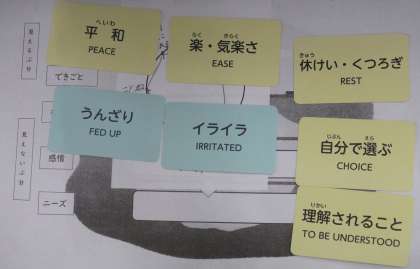 見えるぶぶん
へいわ
平和
PEACE
らく きらく
楽・気楽さ
EASE
きゅう
休けい・くつろぎ
REST
できごと
うんざり
FED UP
イライラ
IRRITATED
じぶん えら
自分で選ぶ
CHOICE
見えないぶぶん
感情
ニーズ
りかい
理解されること
TO BE UNDERSTOOD